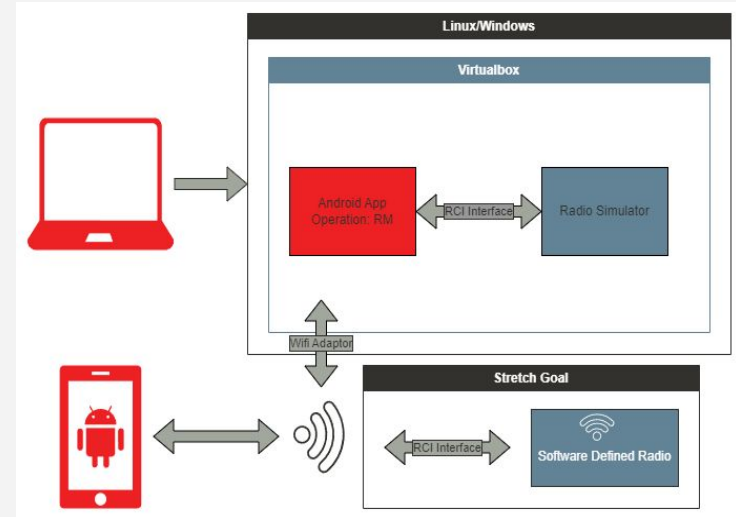 Linux/Windows
Virtualbox
Android App
Operation: RM
RCI Interface
Radio Simulator
Wifi Adaptor
Stretch Goal
RCI Interface
Software Defined Radio